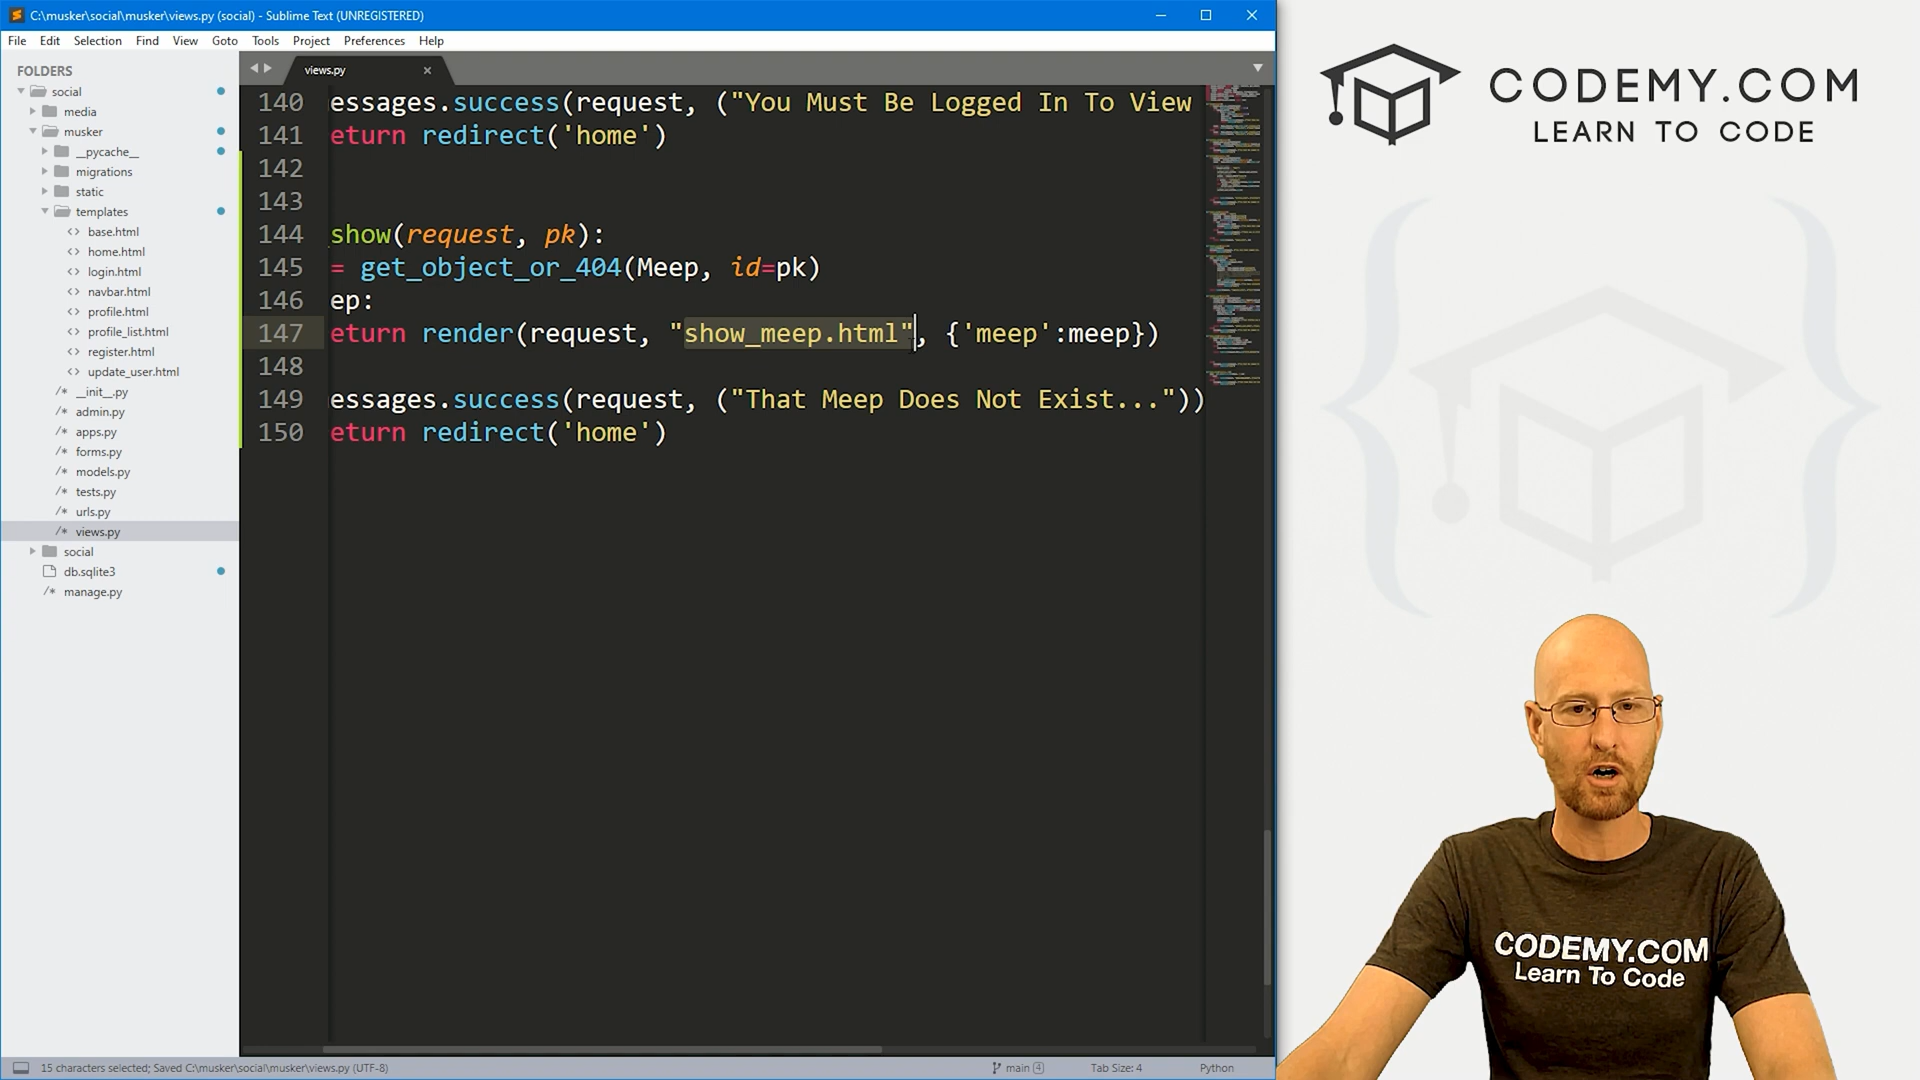 C:\musker\social\musker\views.py (social) - Sublime Text (UNREGISTERED)
File Edit Selection Find View Goto Tools Project Preferences Help
FOLDERS
social
media
musker
__pycache__
migrations
static
templates
base.html
home.html
login.html
navbar.html
profile.html
profile_list.html
register.html
update_user.html
__init__.py
admin.py
apps.py
forms.py
models.py
tests.py
urls.py
views.py
social
db.sqlite3
manage.py
views.py
140 essages.success(request, ("You Must Be Logged In To View
141 eturn redirect('home')
142
143
144 _show(request, pk):
145 = get_object_or_404(Meep, id=pk)
146 ep:
147 eturn render(request, "show_meep.html", {'meep':meep})
148
149 essages.success(request, ("That Meep Does Not Exist..."))
150 eturn redirect('home')
15 characters selected; Saved C:\musker\social\musker\views.py (UTF-8)
main 4
Tab Size: 4
Python
CODEMY.COM
LEARN TO CODE
CODEMY.COM
Learn To Code